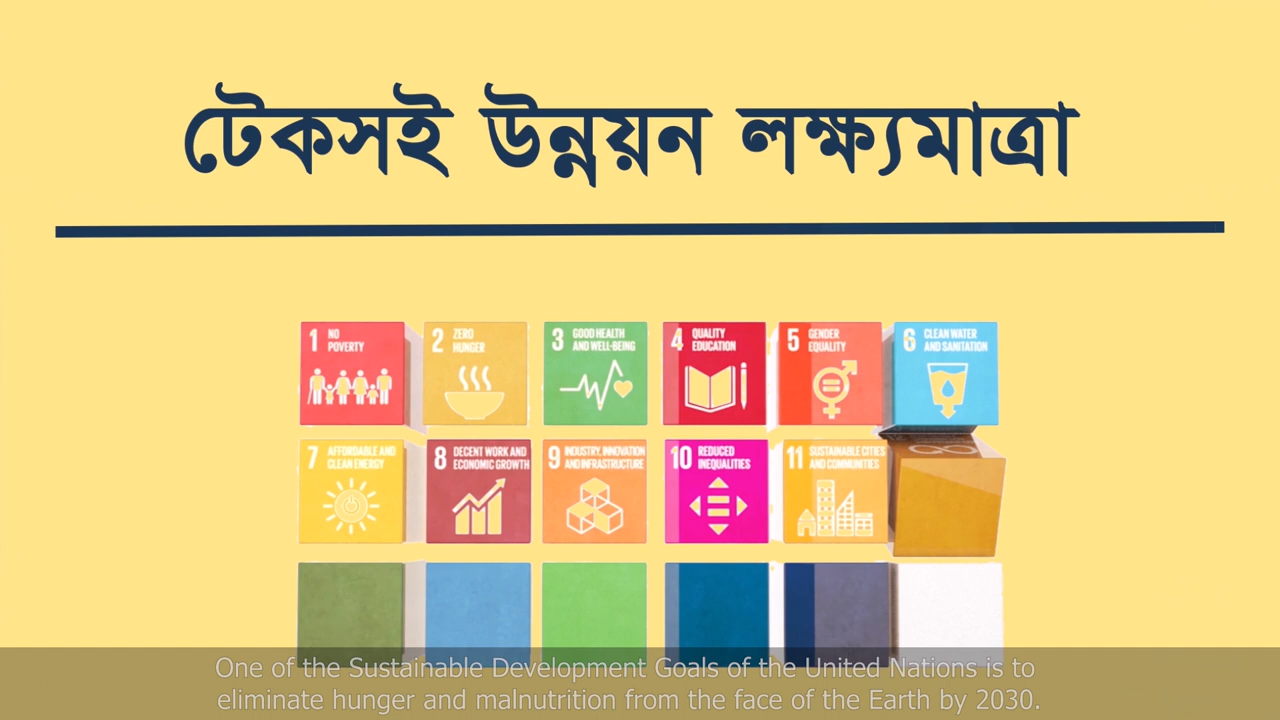 টেকসই উন্নয়ন লক্ষ্যমাত্রা
1 NO
POVERTY
2 ZERO
HUNGER
3 GOOD HEALTH
AND WELL-BEING
4 QUALITY
EDUCATION
5 GENDER
EQUALITY
6 CLEAN WATER
AND SANITATION
7 AFFORDABLE AND
CLEAN ENERGY
8 DECENT WORK AND
ECONOMIC GROWTH
9 INDUSTRY, INNOVATION
AND INFRASTRUCTURE
10 REDUCED
INEQUALITIES
11 SUSTAINABLE CITIES
AND COMMUNITIES
One of the Sustainable Development Goals of the United Nations is to
eliminate hunger and malnutrition from the face of the Earth by 2030.